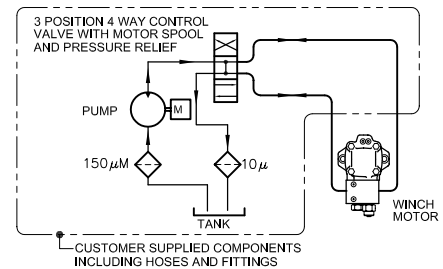 3 POSITION 4 WAY CONTROL
VALVE WITH MOTOR SPOOL
AND PRESSURE RELIEF
PUMP
M
150µM
10µ
TANK
WINCH
MOTOR
CUSTOMER SUPPLIED COMPONENTS
INCLUDING HOSES AND FITTINGS